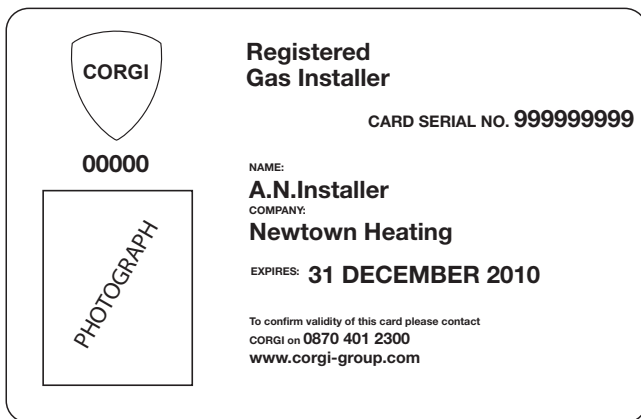 CORGI
00000
PHOTOGRAPH
Registered
Gas Installer
CARD SERIAL NO. 999999999
NAME:
A.N.Installer
COMPANY:
Newtown Heating
EXPIRES: 31 DECEMBER 2010
To confirm validity of this card please contact
CORGI on 0870 401 2300
www.corgi-group.com